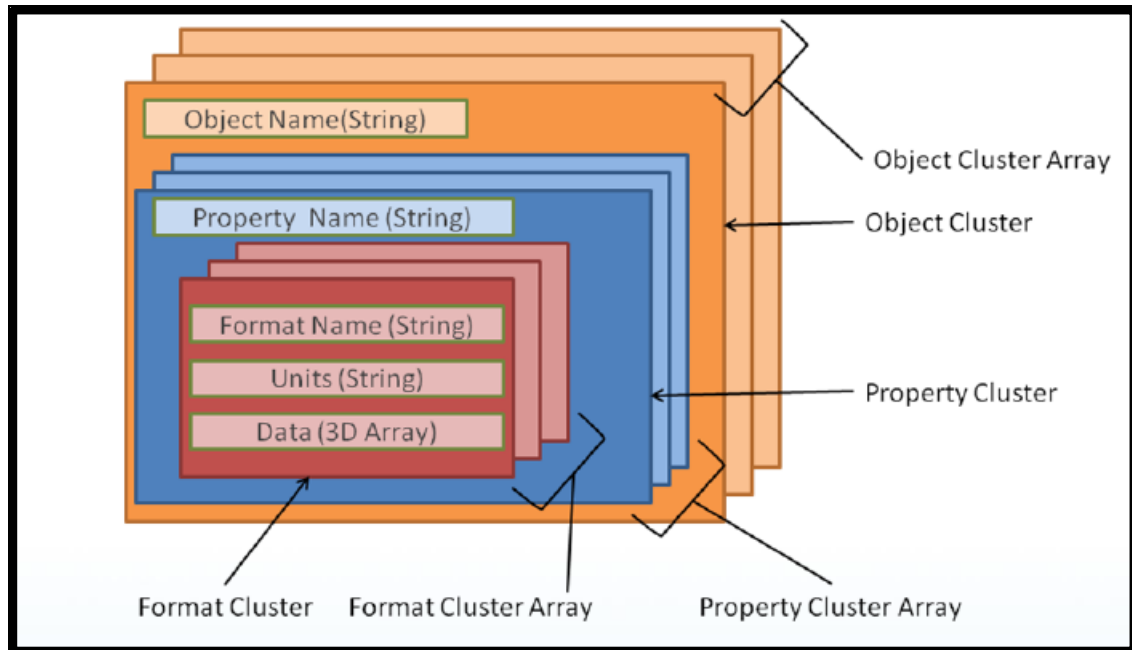 Object Name(String)
Object Cluster Array
Property Name (String)
Object Cluster
Format Name (String)
Units (String)
Property Cluster
Data (3D Array)
Format Cluster
Format Cluster Array
Property Cluster Array